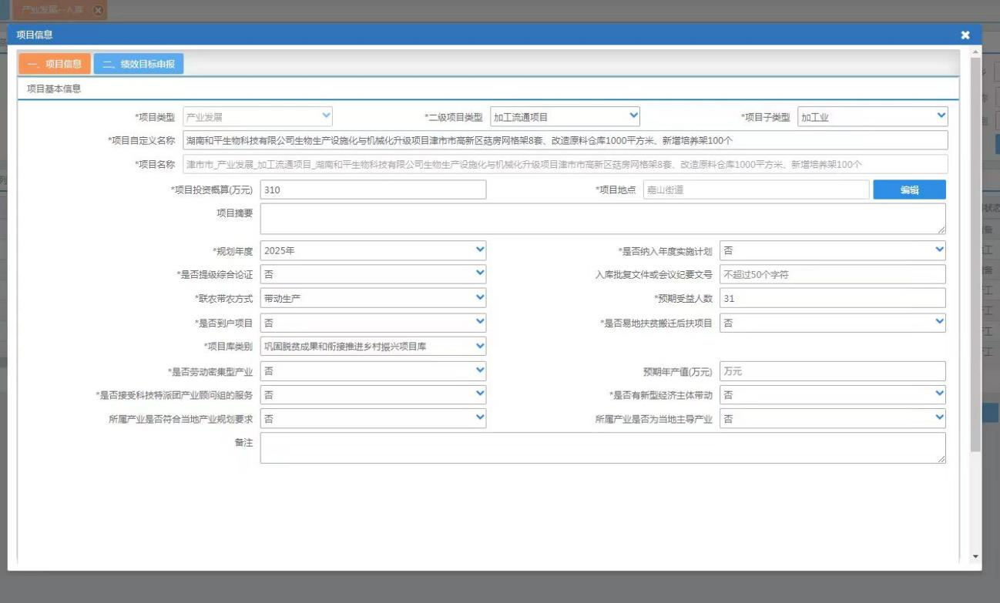 产业发展--入库
项目信息
一、项目信息 二、绩效目标申报
项目基本信息
*项目类型 产业发展 *二级项目类型 加工流通项目 *项目子类型 加工业
*项目自定义名称 湖南和平生物科技有限公司生物生产设施化与机械化升级项目津市市高新区菇房网格架8套、改造原料仓库1000平方米、新增培养架100个
*项目名称 津市市_产业发展_加工流通项目_湖南和平生物科技有限公司生物生产设施化与机械化升级项目津市市高新区菇房网格架8套、改造原料仓库1000平方米、新增培养架100个
*项目投资概算(万元) 310 *项目地点 嘉山街道 编辑
项目摘要
*规划年度 2025年 *是否纳入年度实施计划 否
*是否提级综合论证 否 入库批复文件或会议纪要文号 不超过50个字符
*联农带农方式 带动生产 *预期受益人数 31
*是否到户项目 否 *是否易地扶贫搬迁后扶项目 否
*项目库类别 巩固脱贫成果和衔接推进乡村振兴项目库
*是否劳动密集型产业 否 预期年产值(万元) 万元
*是否接受科技特派团产业顾问组的服务 否 *是否有新型经济主体带动 否
所属产业是否符合当地产业规划要求 否 所属产业是否为当地主导产业 否
备注